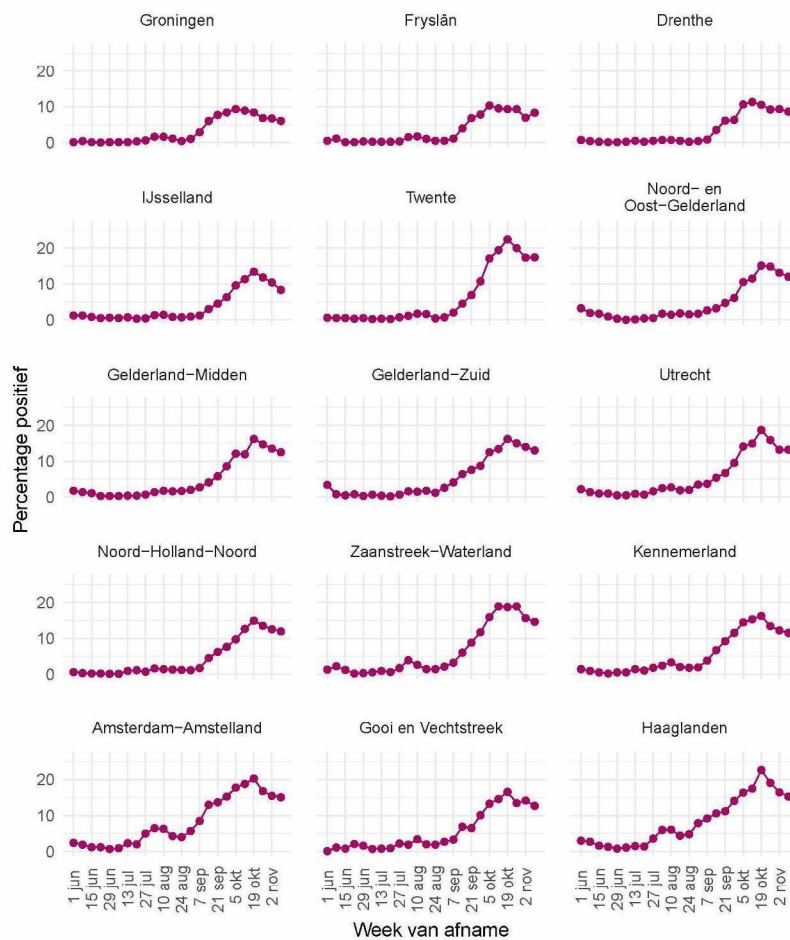 Groningen
Fryslân
Drenthe
20
10
0
IJsselland
Twente
Noord− en
Oost−Gelderland
20
10
0
Gelderland−Midden
Gelderland−Zuid
Utrecht
20
10
0
Percentage positief
Noord−Holland−Noord
Zaanstreek−Waterland
Kennemerland
20
10
0
Amsterdam−Amstelland
Gooi en Vechtstreek
Haaglanden
20
10
0
1 jun
15 jun
29 jun
13 jul
27 jul
10 aug
24 aug
7 sep
21 sep
5 okt
19 okt
2 nov
1 jun
15 jun
29 jun
13 jul
27 jul
10 aug
24 aug
7 sep
21 sep
5 okt
19 okt
2 nov
1 jun
15 jun
29 jun
13 jul
27 jul
10 aug
24 aug
7 sep
21 sep
5 okt
19 okt
2 nov
Week van afname